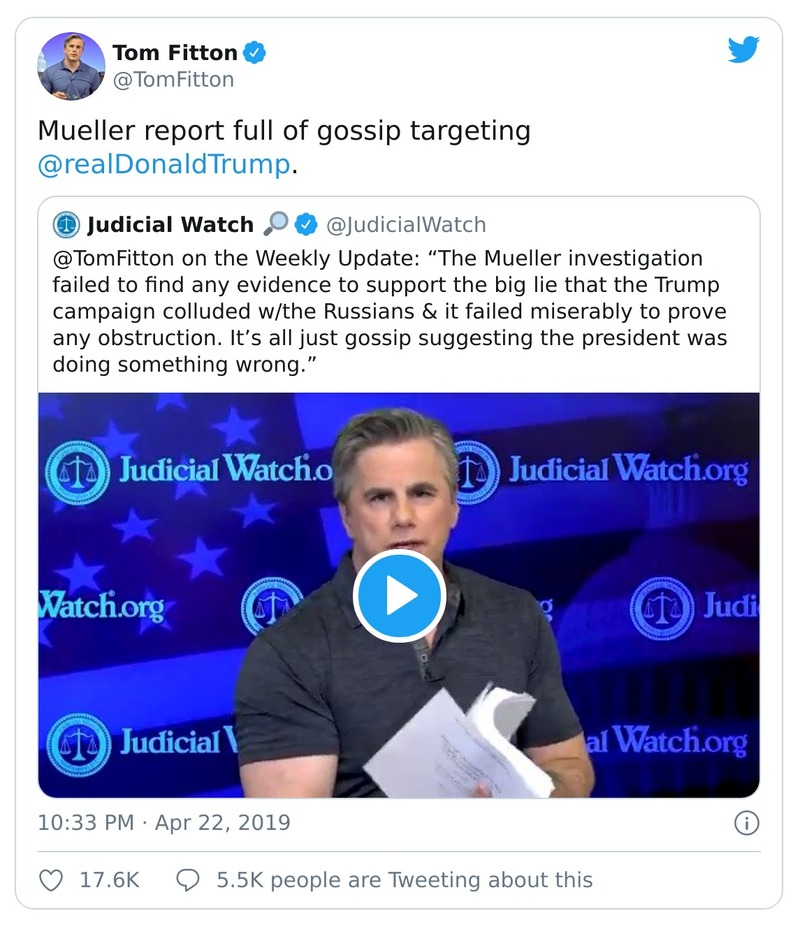 Tom Fitton
@TomFitton
Mueller report full of gossip targeting
@realDonaldTrump.
Judicial Watch 🔎 @JudicialWatch
@TomFitton on the Weekly Update: “The Mueller investigation
failed to find any evidence to support the big lie that the Trump
campaign colluded w/the Russians & it failed miserably to prove
any obstruction. It’s all just gossip suggesting the president was
doing something wrong.”
Judicial Watch.o
Judicial Watch.org
Watch.org
g
Judi
Judicial W
al Watch.org
10:33 PM · Apr 22, 2019
17.6K
5.5K people are Tweeting about this